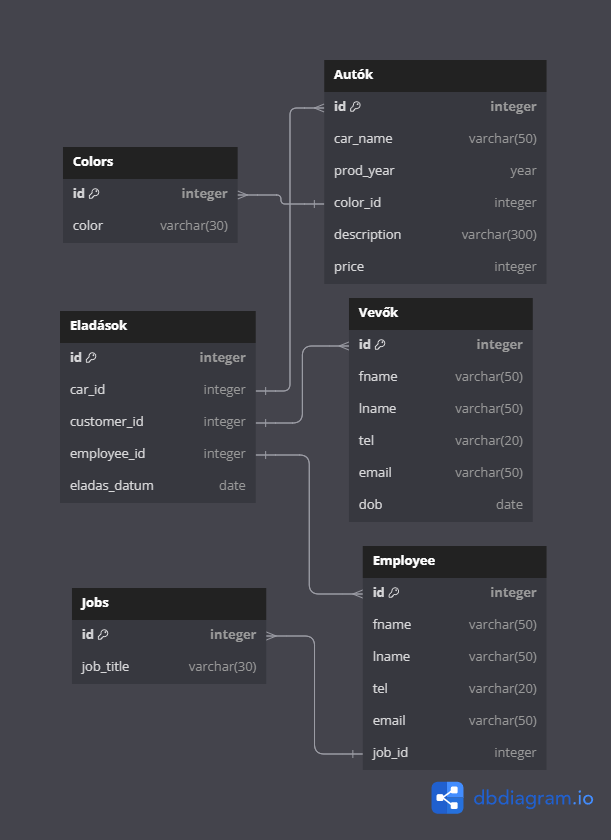 Autók
id integer
car_name varchar(50)
prod_year year
color_id integer
description varchar(300)
price integer
Colors
id integer
color varchar(30)
Eladások
id integer
car_id integer
customer_id integer
employee_id integer
eladas_datum date
Vevők
id integer
fname varchar(50)
lname varchar(50)
tel varchar(20)
email varchar(50)
dob date
Employee
id integer
fname varchar(50)
lname varchar(50)
tel varchar(20)
email varchar(50)
job_id integer
Jobs
id integer
job_title varchar(30)
dbdiagram.io